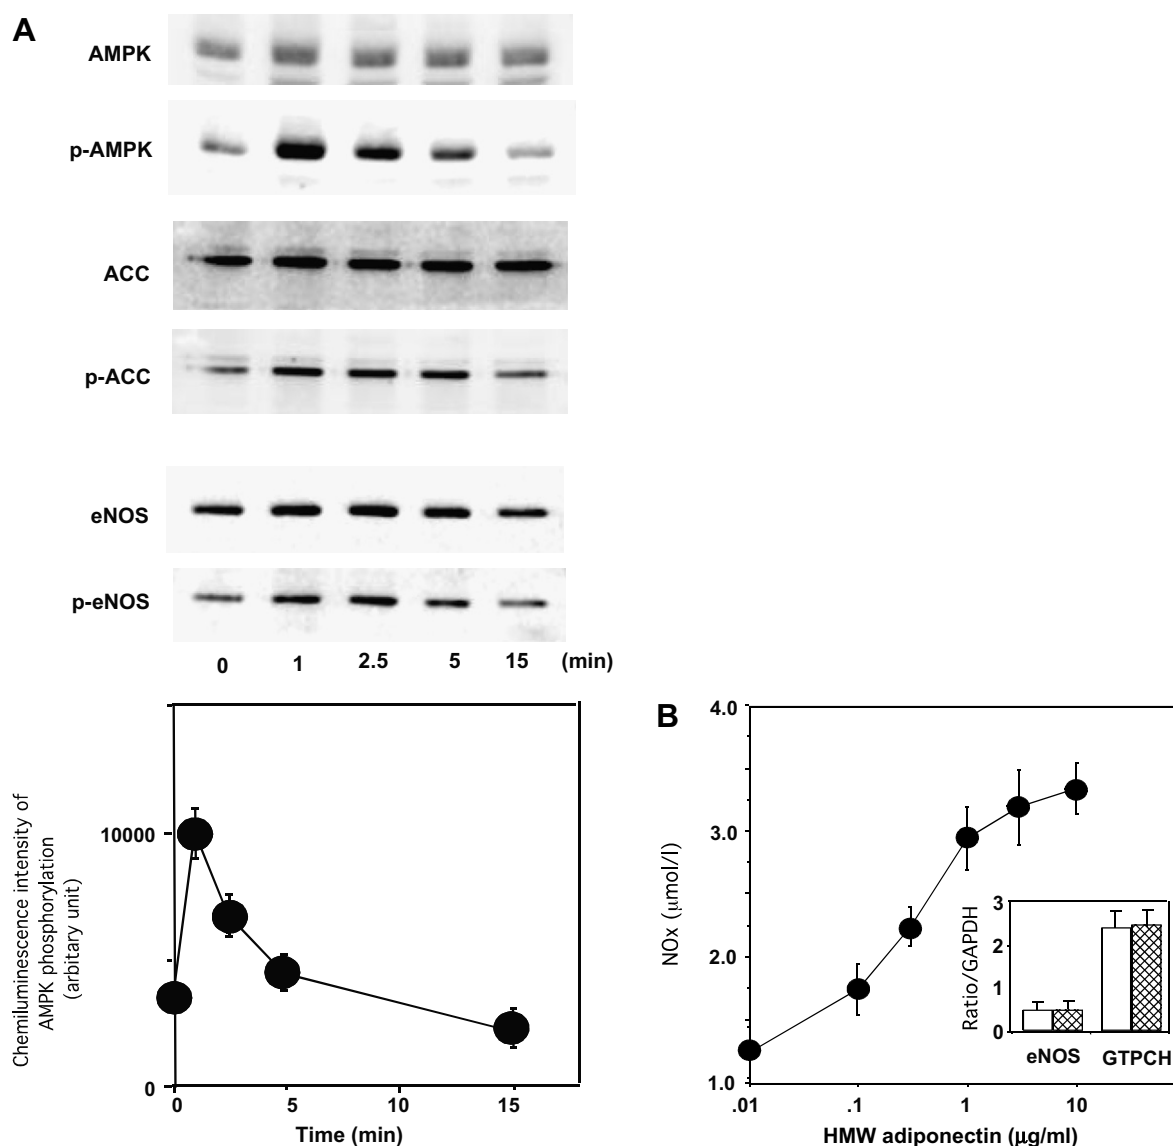 A
AMPK
p-AMPK
ACC
p-ACC
eNOS
p-eNOS
0 1 2.5 5 15 (min)
Chemiluminescence intensity of
AMPK phosphorylation
(arbitary unit)
10000
0
0 5 10 15
Time (min)
B
NOx (μmol/l)
4.0
3.0
2.0
1.0
.01 .1 1 10
HMW adiponectin (μg/ml)
Ratio/GAPDH
3
2
1
0
eNOS GTPCH